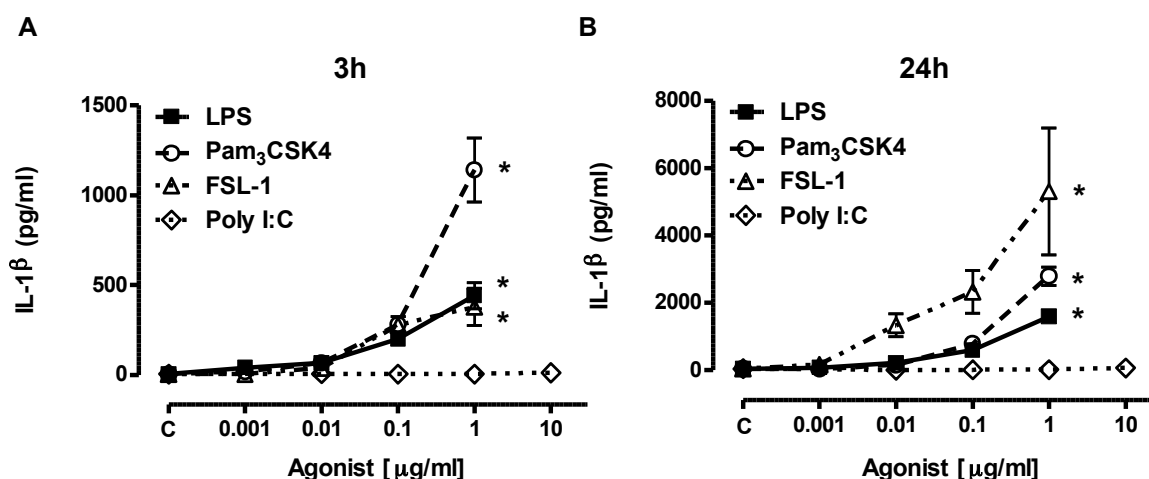 A
3h
1500
1000
500
0
IL-1β (pg/ml)
LPS
Pam₃CSK4
FSL-1
Poly I:C
*
*
*
C 0.001 0.01 0.1 1 10
Agonist [μg/ml]
B
24h
8000
6000
4000
2000
0
IL-1β (pg/ml)
LPS
Pam₃CSK4
FSL-1
Poly I:C
*
*
*
C 0.001 0.01 0.1 1 10
Agonist [μg/ml]